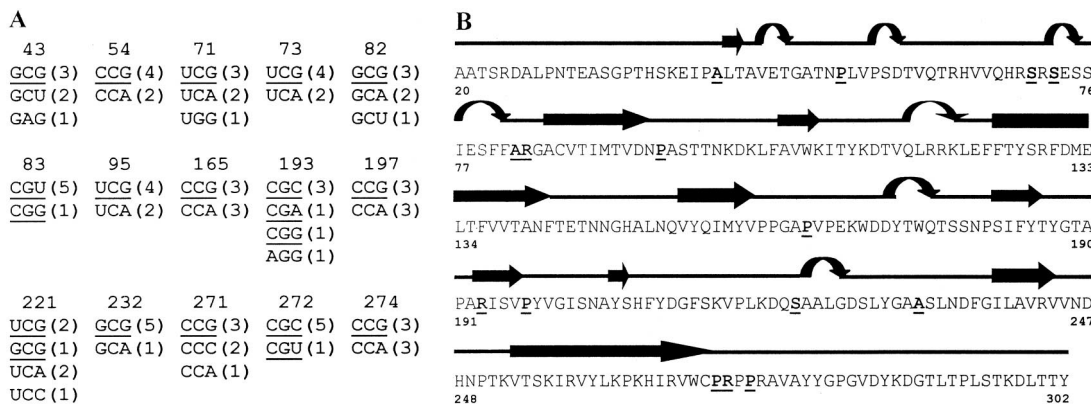 A
43 54 71 73 82
GCG(3) CCG(4) UCG(3) UCG(4) GCG(3)
GCU(2) CCA(2) UCA(2) UCA(2) GCA(2)
GAG(1) UGG(1) GCU(1)
83 95 165 193 197
CGU(5) UCG(4) CCG(3) CGC(3) CCG(3)
CGG(1) UCA(2) CCA(3) CGA(1) CCA(3)
CGG(1)
AGG(1)
221 232 271 272 274
UCG(2) GCG(5) CCG(3) CGC(5) CCG(3)
GCG(1) GCA(1) CCC(2) CGU(1) CCA(3)
UCA(2) CCA(1)
UCC(1)
B
AATSRDALPNTEASGPTHSKEIPALTAVETGATNPLVPSDTVQTRHVVQHRSRSESS
20 76
IESFFARGACVTIMTVDNPASTTNKDKLFAVWKITYKDTVQLRRKLEFFTYSRFDME
77 133
LTFVVTANFTETNNGHALNQVYQIMYVPPGAPVPEKWDDYTWQTSSNPSIFYTYGTA
134 190
PARISVPYVGISNAYSHFYDGFSKVPLKDQSAALGDSLYGAASLNDFGILAVRVVND
191 247
HNPTKVTSKIRVYLKPKHIRVWCPRPPRAVAYYGPGVDYKDGTLTPLSTKDLTTY
248 302